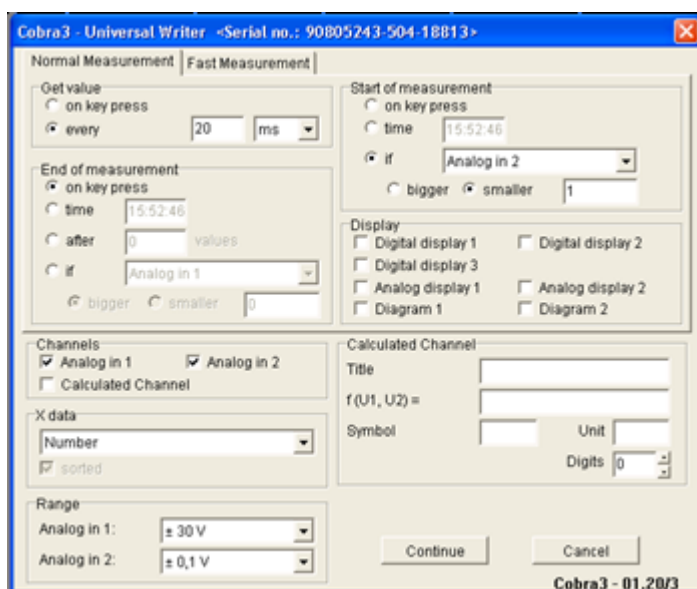 Cobra3 - Universal Writer <Serial no.: 90805243-504-18813>
Normal Measurement Fast Measurement
Get value
on key press
every 20 ms
End of measurement
on key press
time 15:52:46
after 0 values
if Analog in 1
bigger smaller 0
Start of measurement
on key press
time 15:52:46
if Analog in 2
bigger smaller 1
Display
Digital display 1 Digital display 2
Digital display 3
Analog display 1 Analog display 2
Diagram 1 Diagram 2
Channels
Analog in 1 Analog in 2
Calculated Channel
X data
Number
sorted
Range
Analog in 1: ± 30 V
Analog in 2: ± 0,1 V
Calculated Channel
Title
f (U1, U2) =
Symbol Unit
Digits 0
Continue Cancel
Cobra3 - 01.20/3